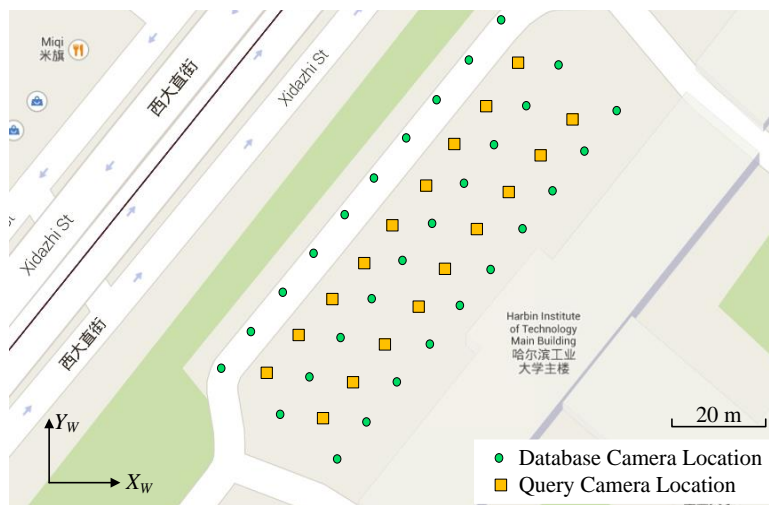 Miqi
米旗
西大直街
Xidazhi St
Xidazhi St
St
西大直街
Harbin Institute
of Technology
Main Building
哈尔滨工业
大学主楼
20 m
Y_W
X_W
Database Camera Location
Query Camera Location